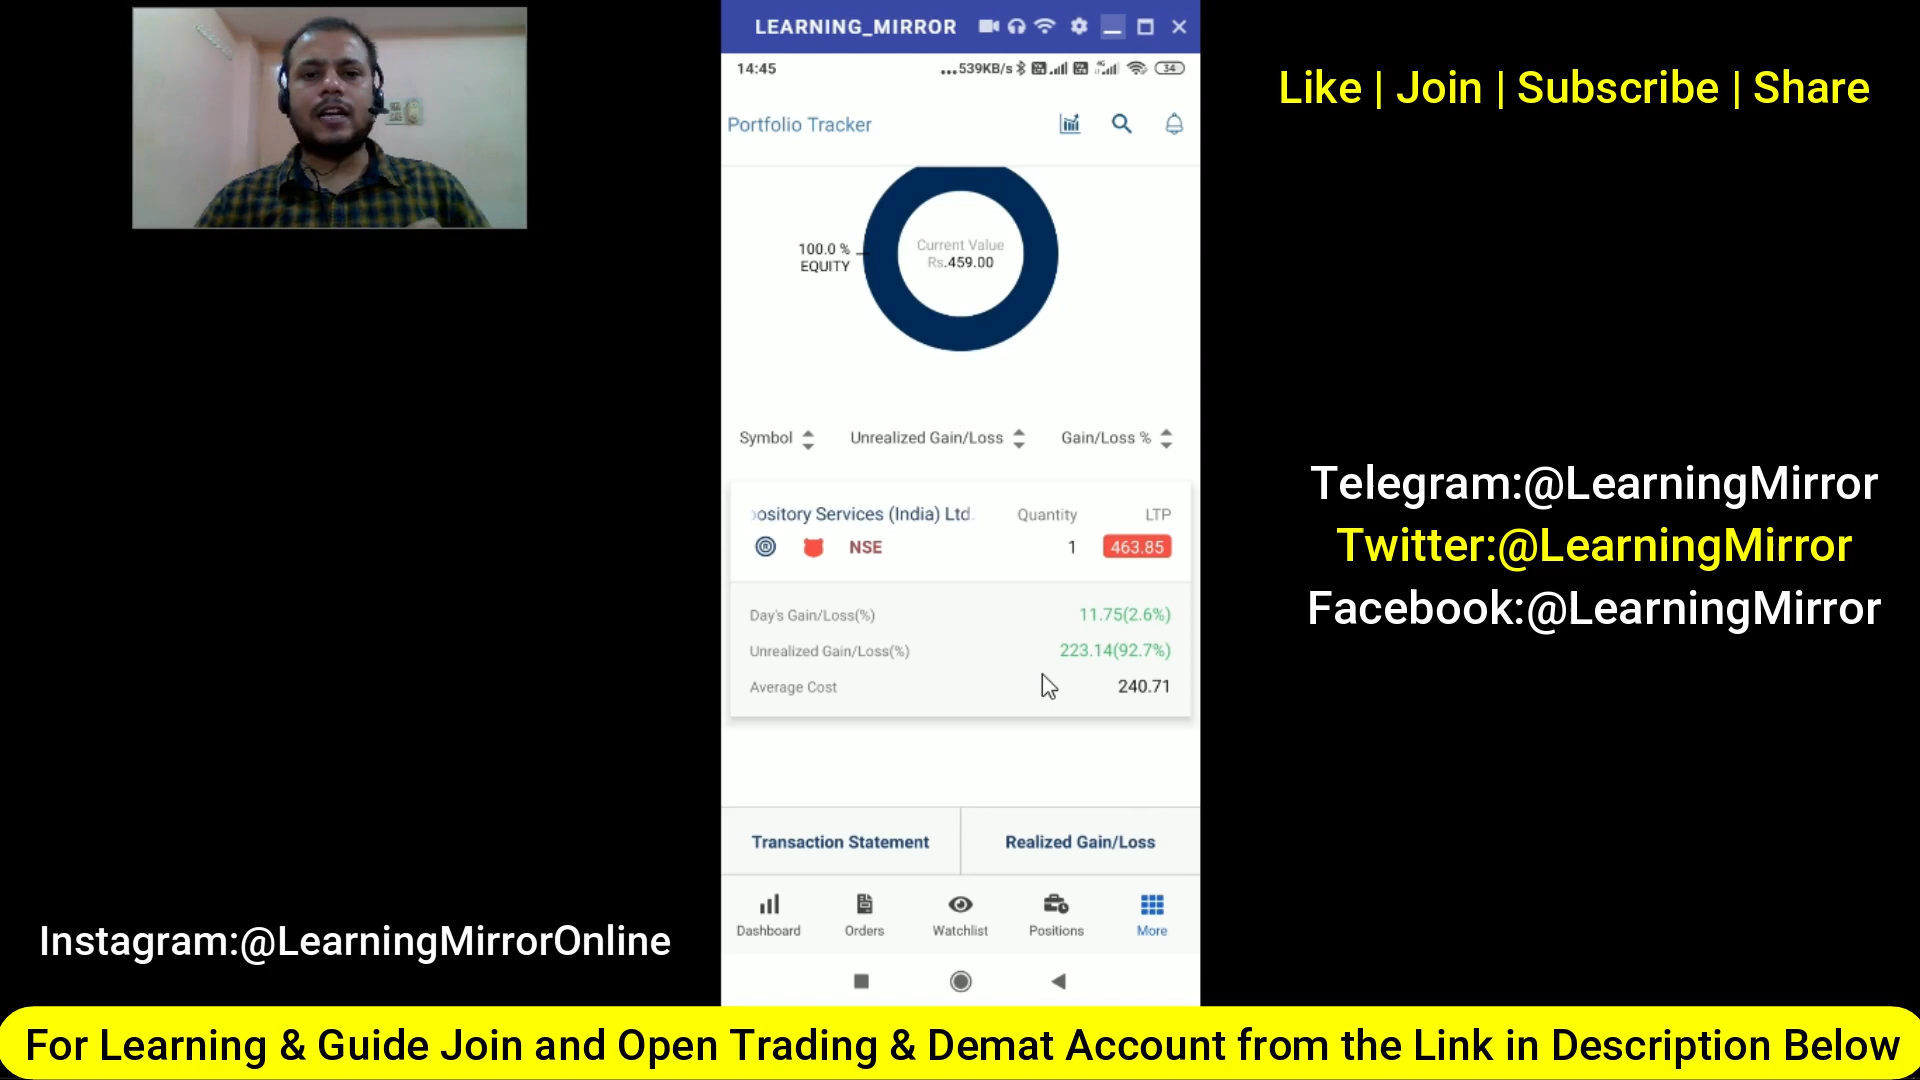 LEARNING_MIRROR
14:45
...539KB/s
34
Portfolio Tracker
Like | Join | Subscribe | Share
100.0 %
EQUITY
Current Value
Rs.459.00
Symbol Unrealized Gain/Loss Gain/Loss %
ository Services (India) Ltd. Quantity LTP
NSE 1 463.85
Day's Gain/Loss(%) 11.75(2.6%)
Unrealized Gain/Loss(%) 223.14(92.7%)
Average Cost 240.71
Telegram:@LearningMirror
Twitter:@LearningMirror
Facebook:@LearningMirror
Transaction Statement Realized Gain/Loss
Dashboard Orders Watchlist Positions More
Instagram:@LearningMirrorOnline
For Learning & Guide Join and Open Trading & Demat Account from the Link in Description Below